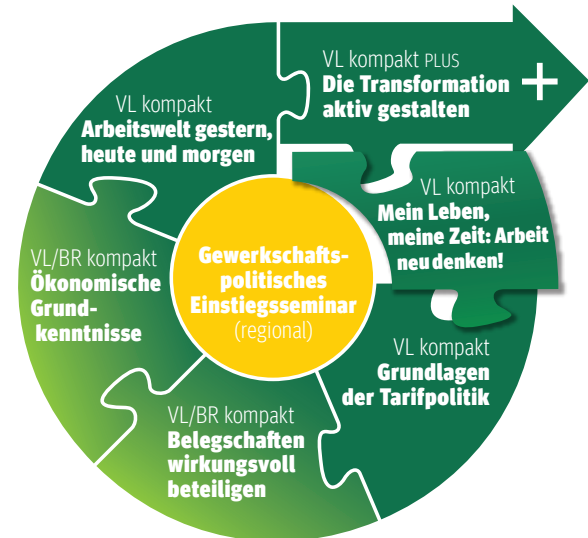 VL kompakt PLUS
Die Transformation
aktiv gestalten
+
VL kompakt
Arbeitswelt gestern,
heute und morgen
VL kompakt
Mein Leben,
meine Zeit: Arbeit
neu denken!
Gewerkschafts-
politisches
Einstiegsseminar
(regional)
VL/BR kompakt
Ökonomische
Grund-
kenntnisse
VL kompakt
Grundlagen
der Tarifpolitik
VL/BR kompakt
Belegschaften
wirkungsvoll
beteiligen